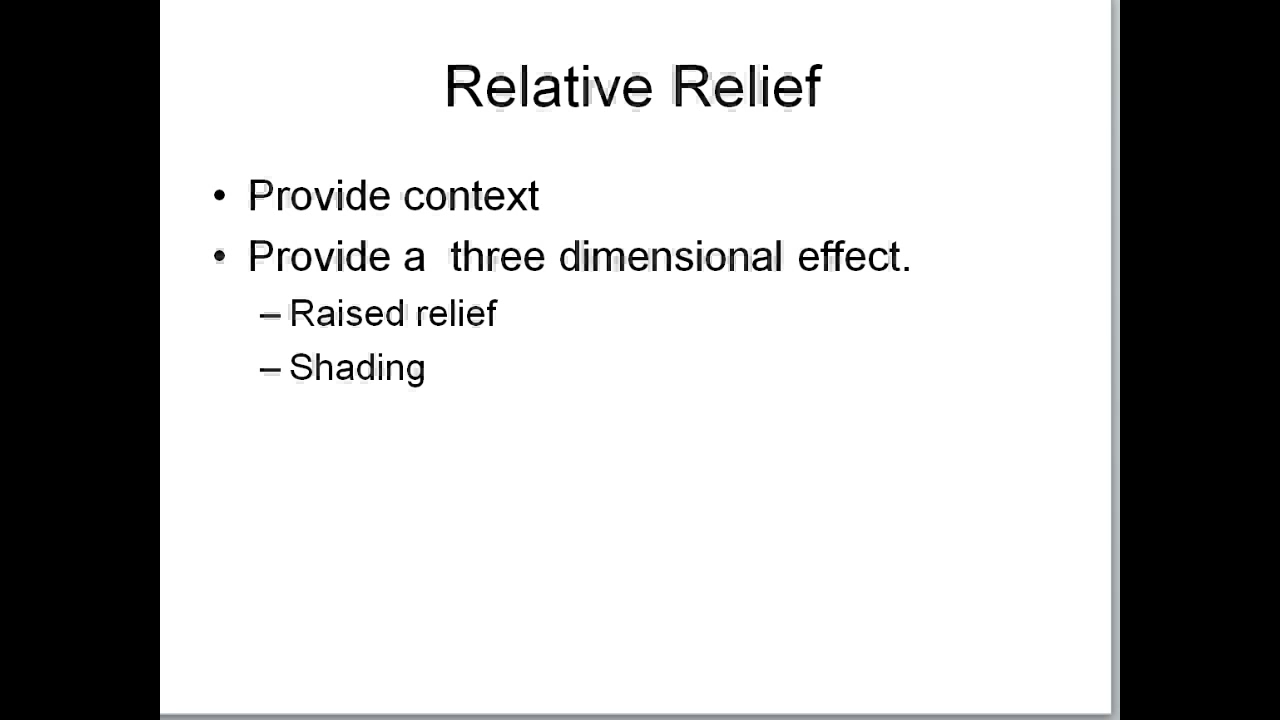 Relative Relief
• Provide context
• Provide a  three dimensional effect.
– Raised relief
– Shading